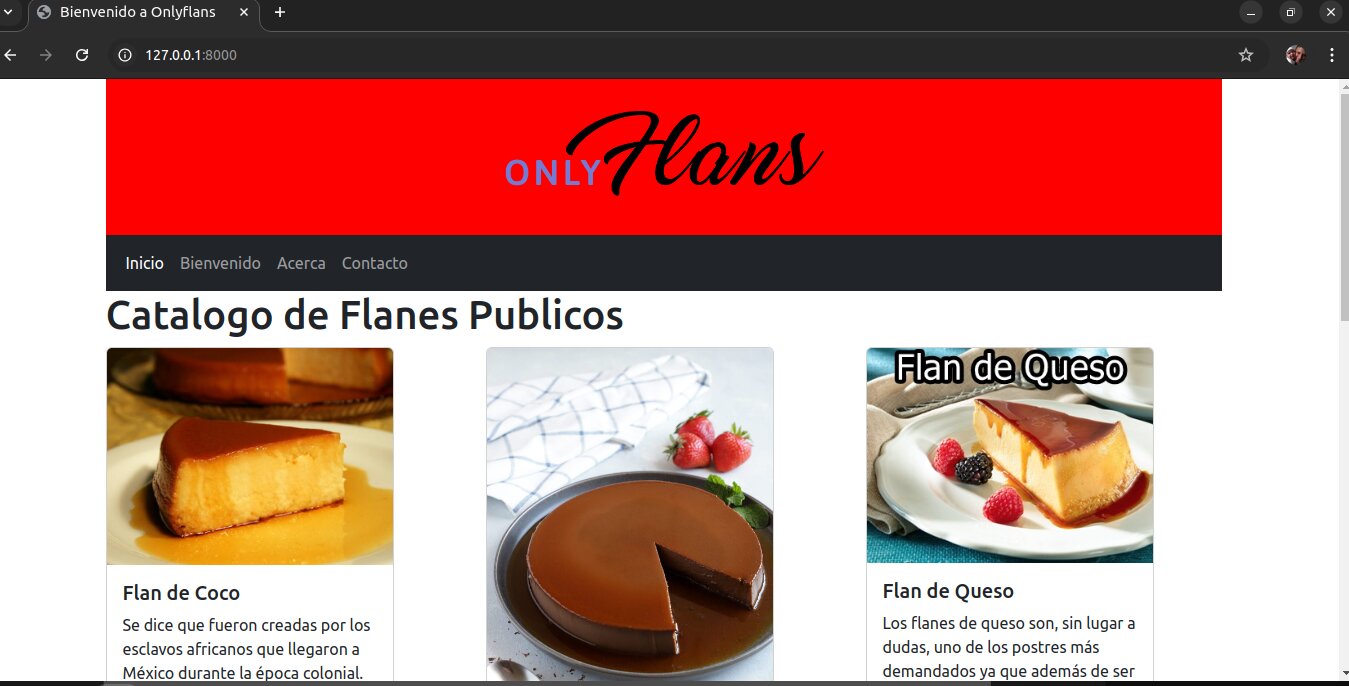 Bienvenido a Onlyflans
127.0.0.1:8000
ONLY Flans
Inicio Bienvenido Acerca Contacto
Catalogo de Flanes Publicos
Flan de Queso
Flan de Coco
Se dice que fueron creadas por los
esclavos africanos que llegaron a
México durante la época colonial.
Flan de Queso
Los flanes de queso son, sin lugar a
dudas, uno de los postres más
demandados ya que además de ser